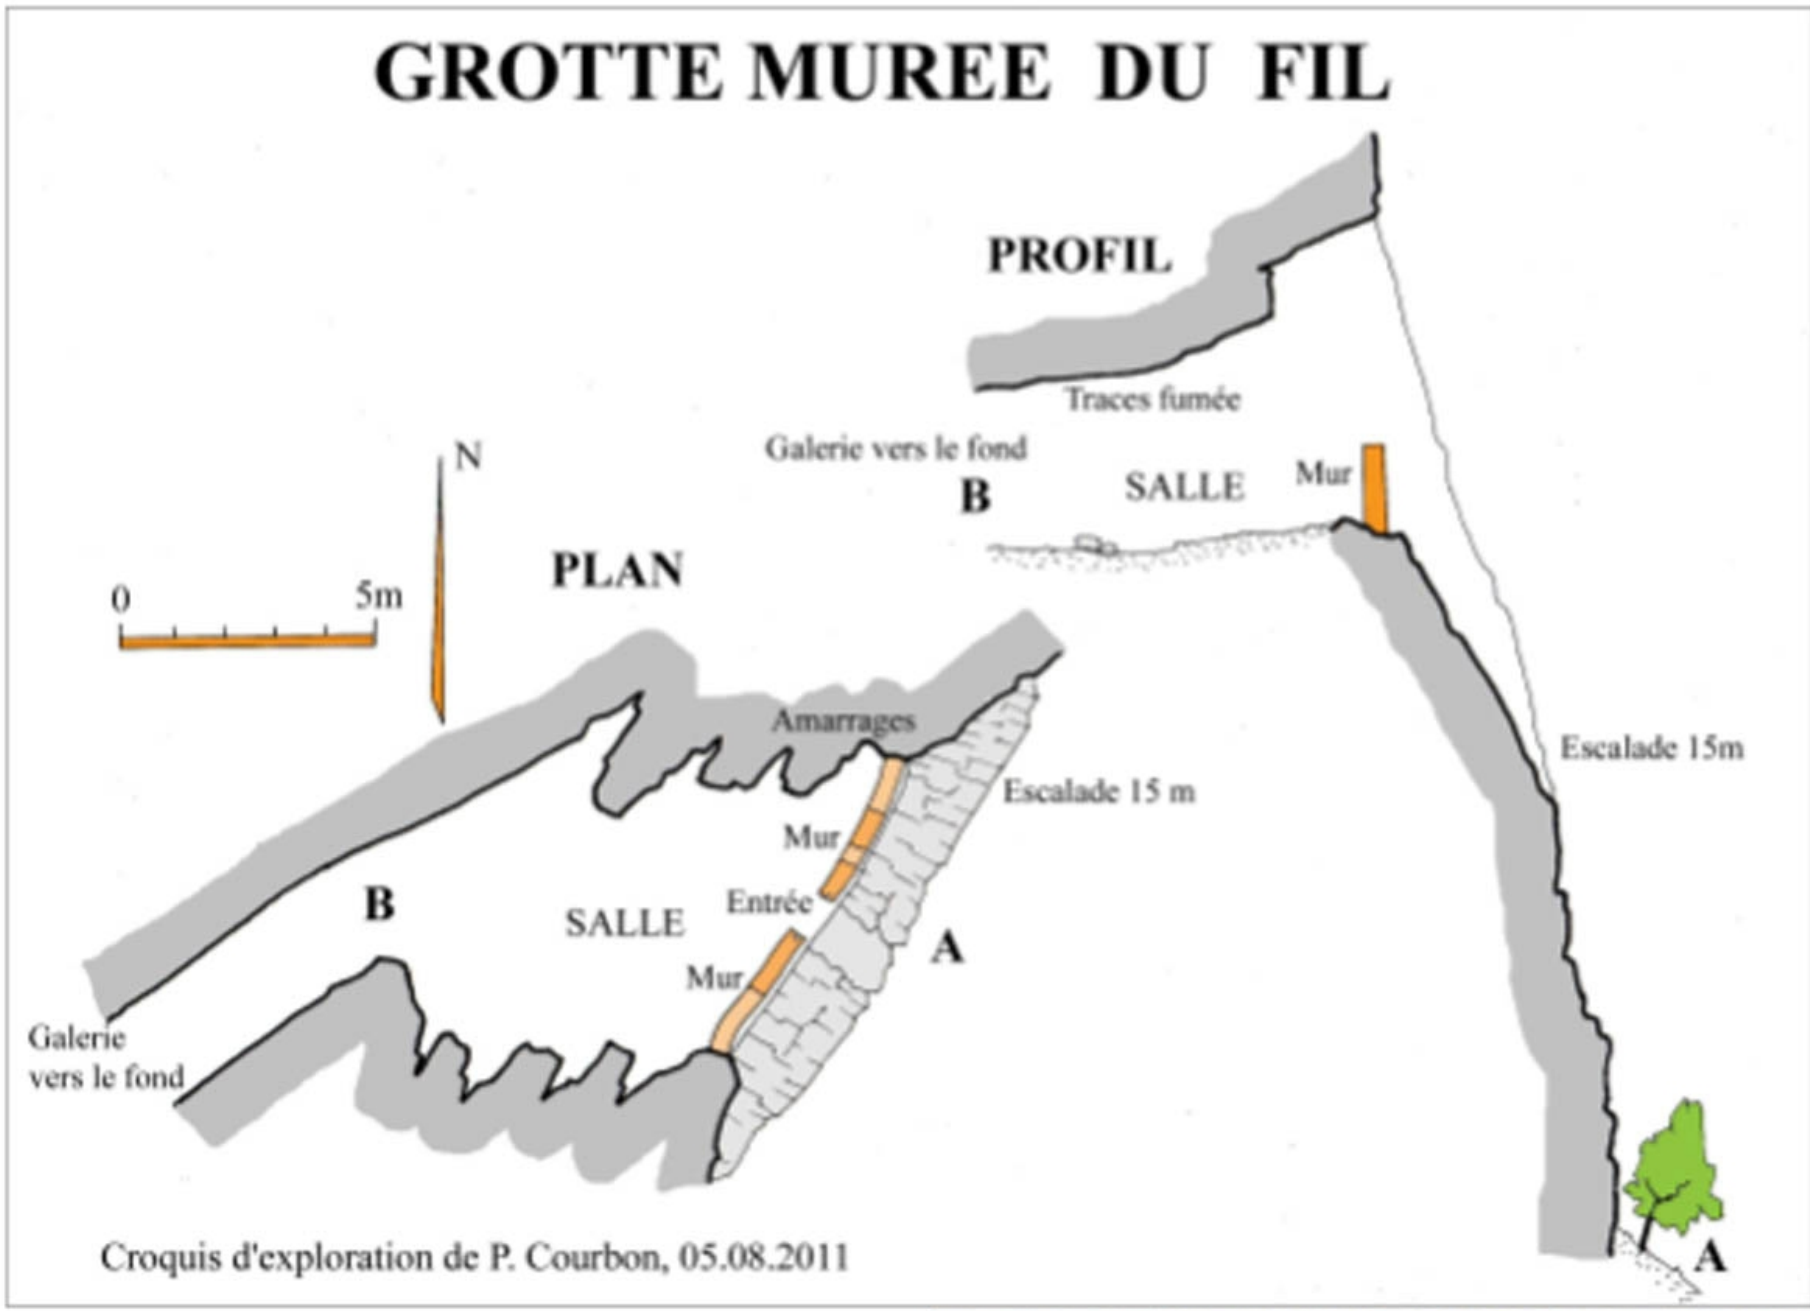 GROTTE MUREE DU FIL
PROFIL
Traces fumée
Galerie vers le fond
B
SALLE
Mur
Escalade 15m
A
N
0
5m
PLAN
Amarrages
Escalade 15 m
Mur
Entrée
B
SALLE
A
Mur
Galerie
vers le fond
Croquis d'exploration de P. Courbon, 05.08.2011